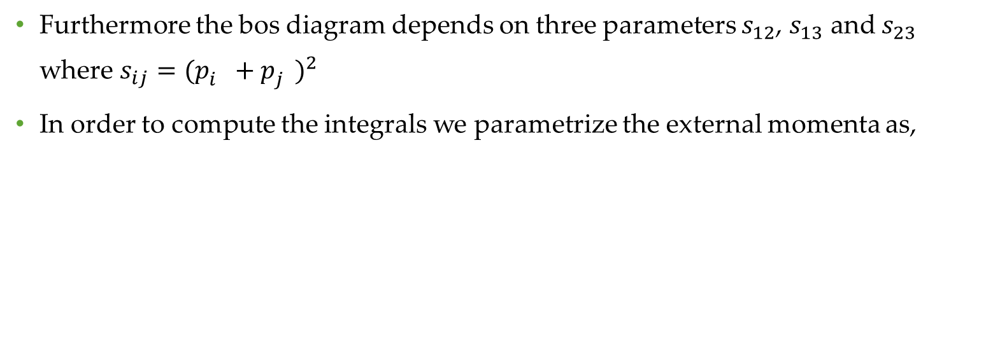 • Furthermore the bos diagram depends on three parameters s₁₂, s₁₃ and s₂₃
where sᵢⱼ = (pᵢ + pⱼ )²
• In order to compute the integrals we parametrize the external momenta as,